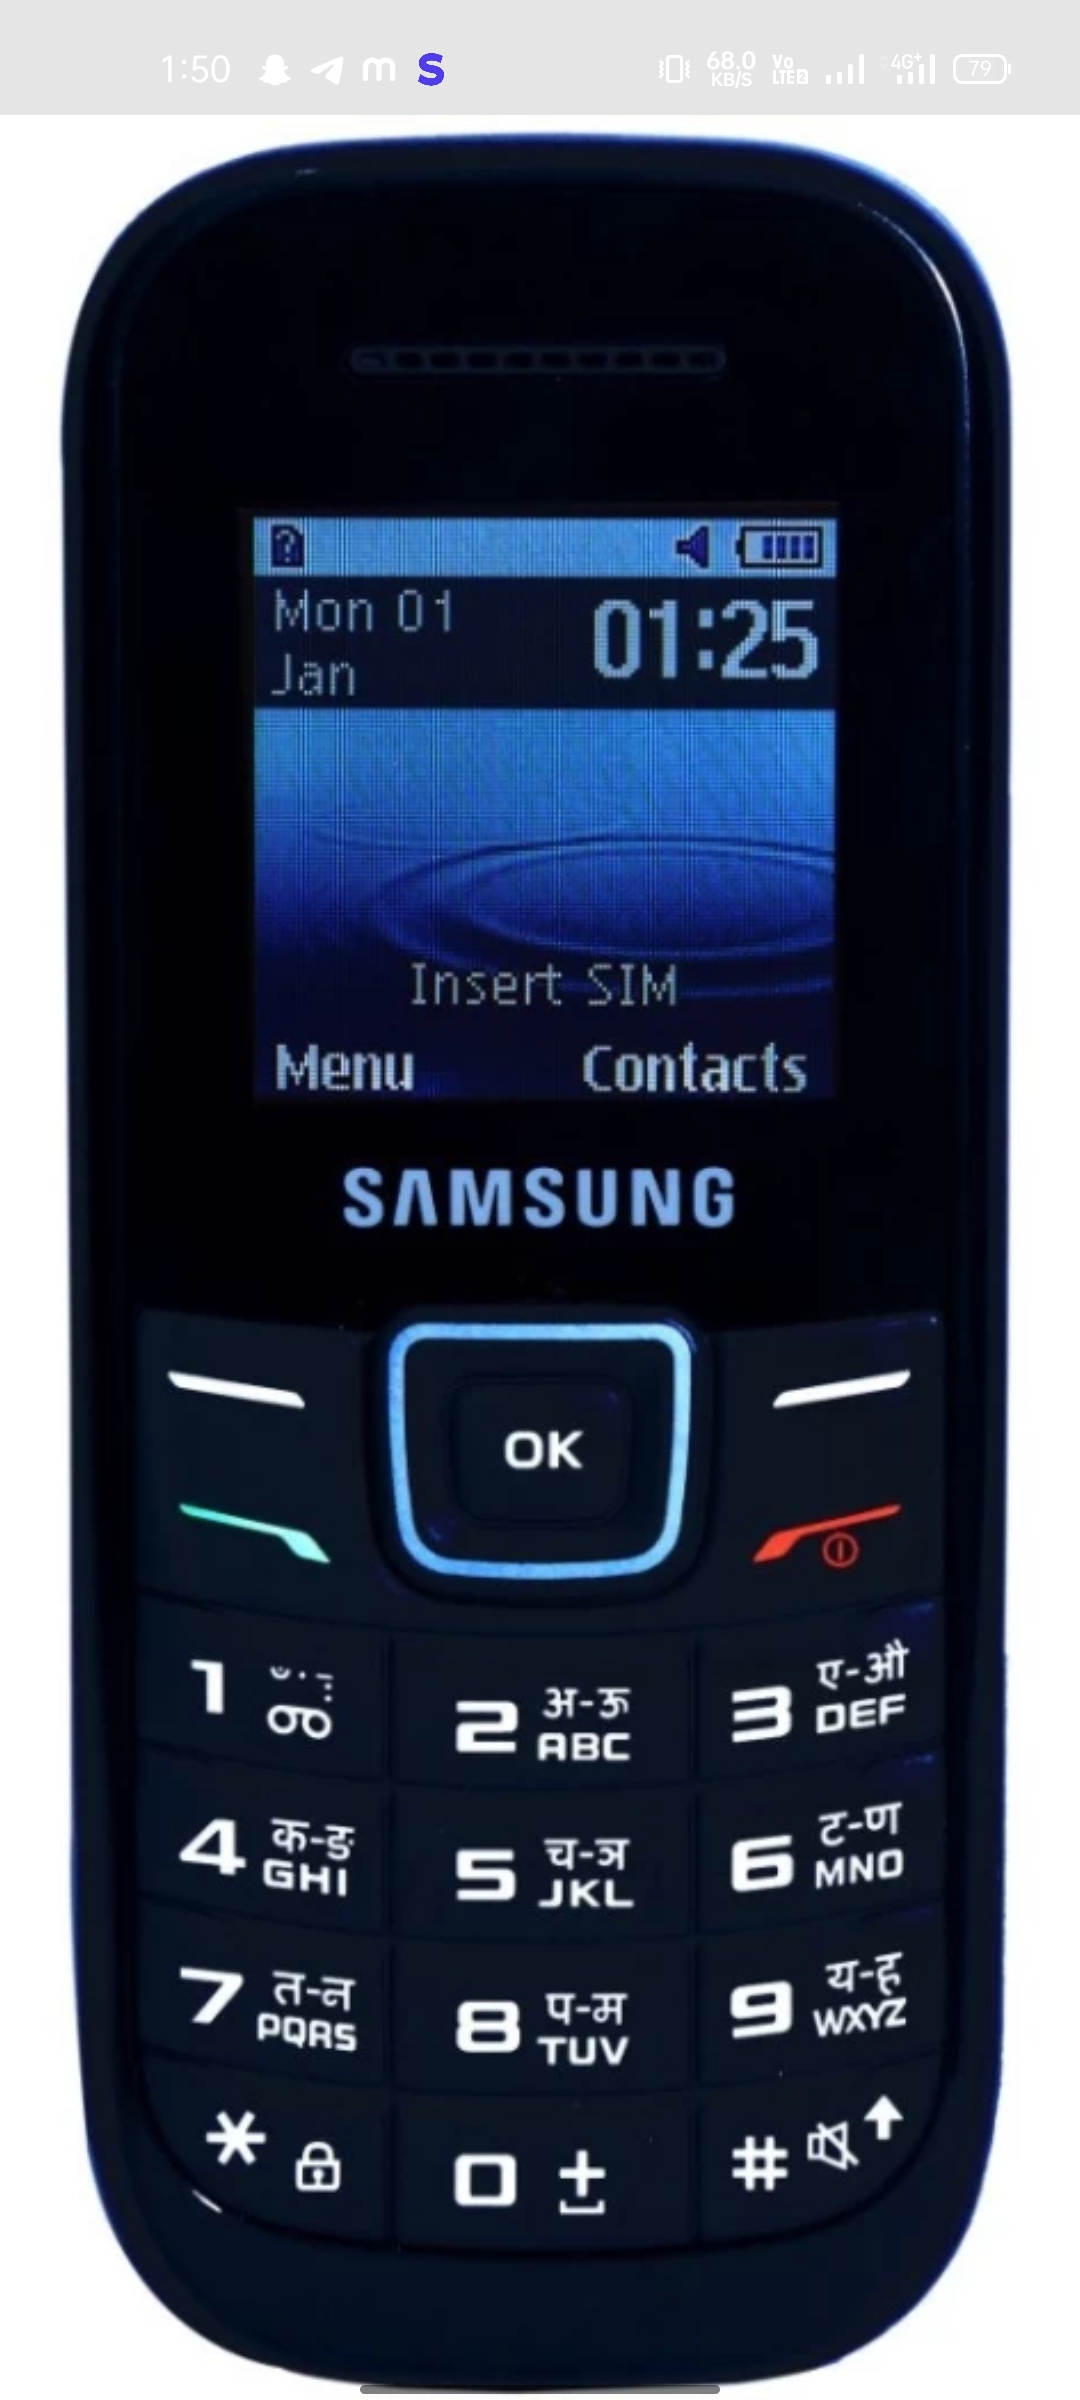 1:50
68.0 KB/S
Vo LTE2
4G+
79
Mon 01
Jan
01:25
Insert SIM
Menu Contacts
SAMSUNG
OK
1
2 अ-ऊ ABC
3 ए-औ DEF
4 क-ङ GHI
5 च-ञ JKL
6 ट-ण MNO
7 त-न PQRS
8 प-म TUV
9 य-ह WXYZ
*
0 +
#